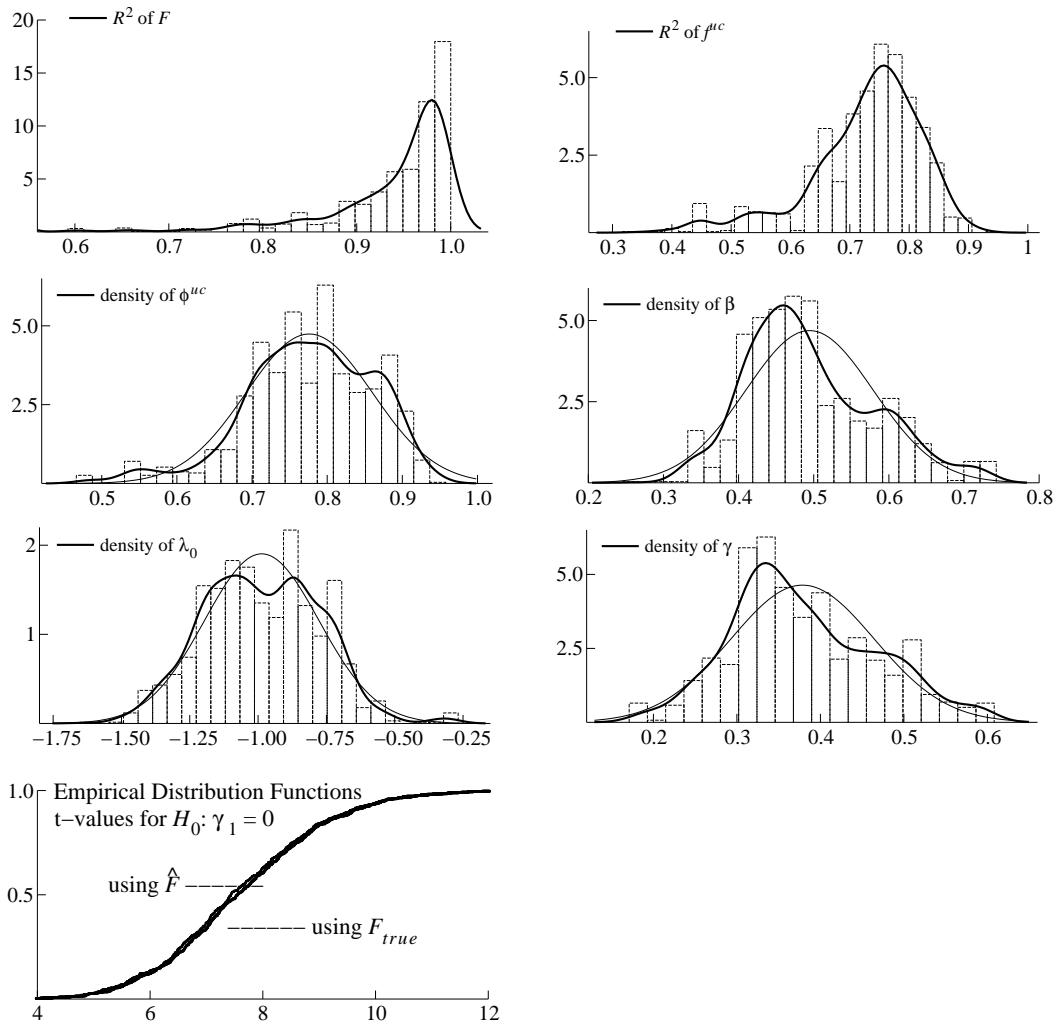 R² of F
20
15
10
5
0.6 0.7 0.8 0.9 1.0
R² of f^uc
5.0
2.5
0.3 0.4 0.5 0.6 0.7 0.8 0.9 1
density of ϕ^uc
5.0
2.5
0.5 0.6 0.7 0.8 0.9 1.0
density of β
5.0
2.5
0.2 0.3 0.4 0.5 0.6 0.7 0.8
density of λ₀
2
1
−1.75 −1.50 −1.25 −1.00 −0.75 −0.50 −0.25
density of γ
5.0
2.5
0.2 0.3 0.4 0.5 0.6
1.0
Empirical Distribution Functions
t−values for H₀: γ₁ = 0
using F̂
0.5
using F_true
4 6 8 10 12